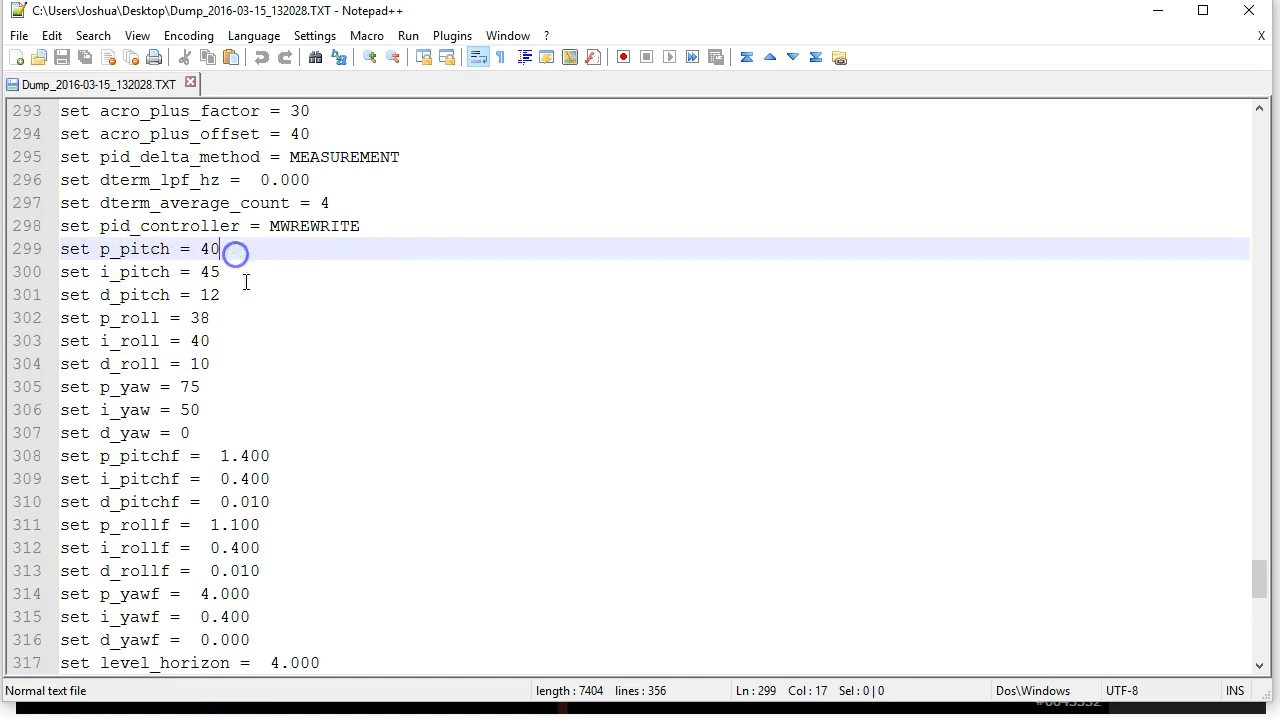 C:\Users\Joshua\Desktop\Dump_2016-03-15_132028.TXT - Notepad++
File Edit Search View Encoding Language Settings Macro Run Plugins Window ? X
Dump_2016-03-15_132028.TXT
293 set acro_plus_factor = 30
294 set acro_plus_offset = 40
295 set pid_delta_method = MEASUREMENT
296 set dterm_lpf_hz =  0.000
297 set dterm_average_count = 4
298 set pid_controller = MWREWRITE
299 set p_pitch = 40
300 set i_pitch = 45
301 set d_pitch = 12
302 set p_roll = 38
303 set i_roll = 40
304 set d_roll = 10
305 set p_yaw = 75
306 set i_yaw = 50
307 set d_yaw = 0
308 set p_pitchf =  1.400
309 set i_pitchf =  0.400
310 set d_pitchf =  0.010
311 set p_rollf =  1.100
312 set i_rollf =  0.400
313 set d_rollf =  0.010
314 set p_yawf =  4.000
315 set i_yawf =  0.400
316 set d_yawf =  0.000
317 set level_horizon =  4.000
Normal text file length : 7404 lines : 356 Ln : 299 Col : 17 Sel : 0 | 0 Dos\Windows UTF-8 INS